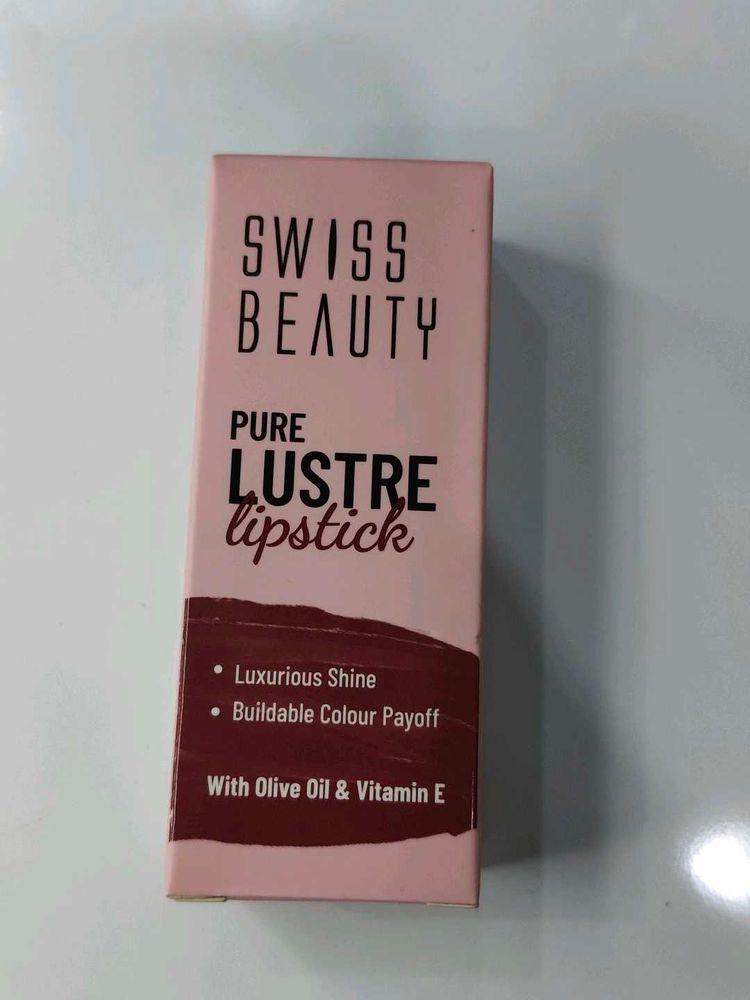 SWISS
BEAUTY
PURE
LUSTRE
lipstick
• Luxurious Shine
• Buildable Colour Payoff
With Olive Oil & Vitamin E